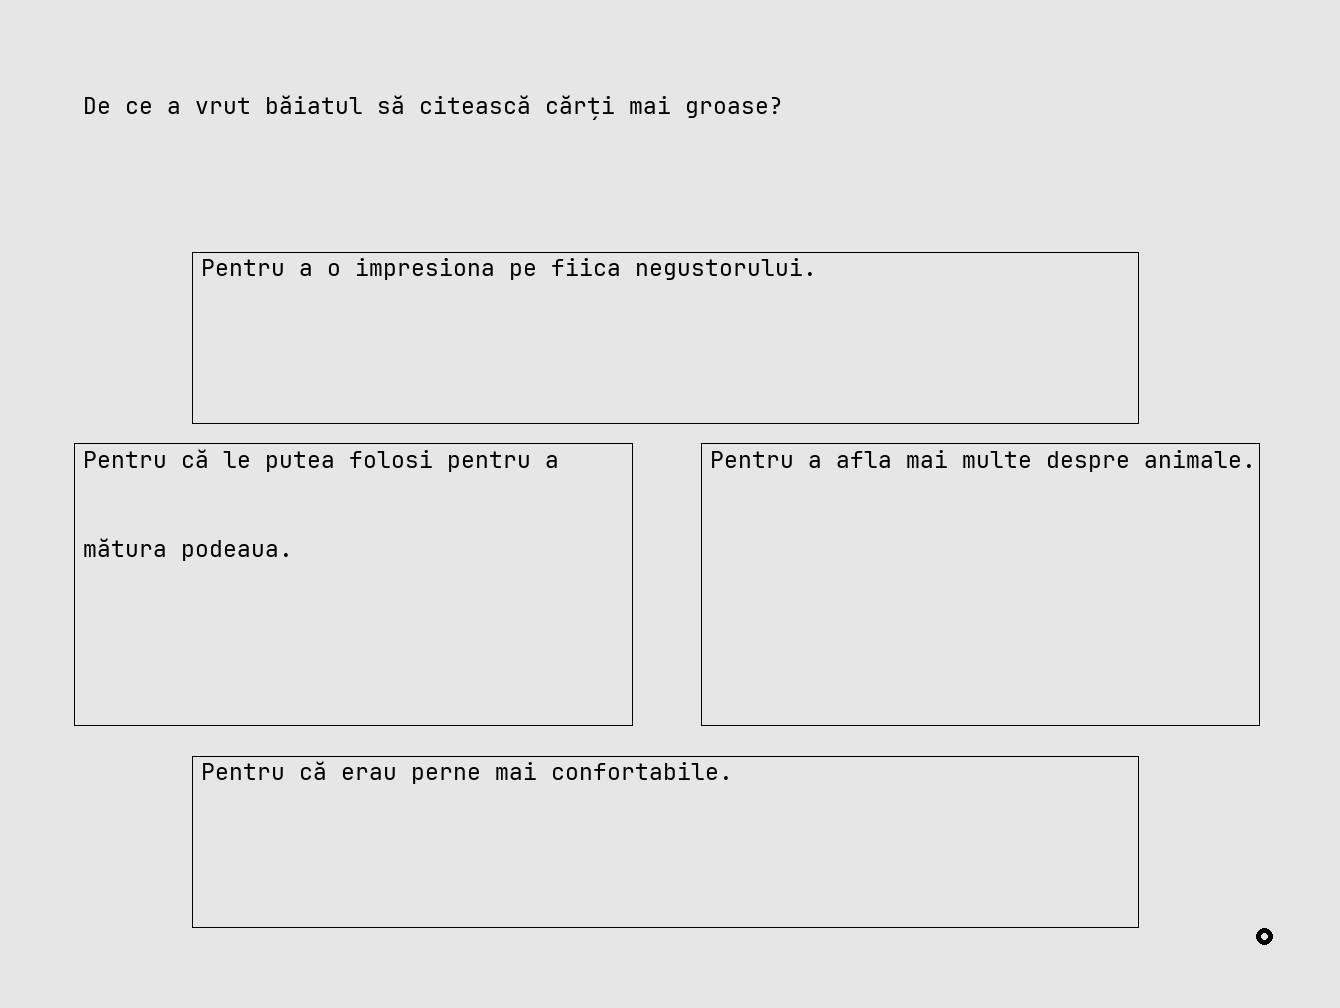 De ce a vrut băiatul să citească cărți mai groase?
Pentru a o impresiona pe fiica negustorului.
Pentru că le putea folosi pentru a
mătura podeaua.
Pentru a afla mai multe despre animale.
Pentru că erau perne mai confortabile.